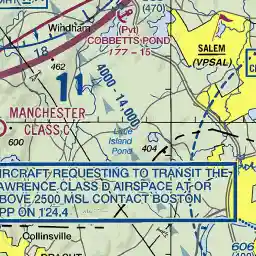 (Pvt)
Windham
COBBETTS POND
177 - 15
(470)
SALEM
(VPSAL)
18
462
11
4000 - 14,000
MANCHESTER
CLASS C
600
Island
Pond
404
IRCRAFT REQUESTING TO TRANSIT THE
AWRENCE CLASS D AIRSPACE AT OR
BOVE 2500 MSL CONTACT BOSTON
PP ON 124.4
Collinsville
606